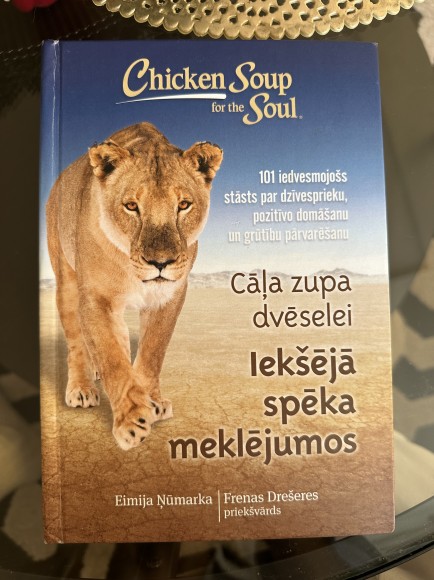 Chicken Soup
for the
Soul®
101 iedvesmojošs
stāsts par dzīvesprieku,
pozitīvo domāšanu
un grūtību pārvarēšanu
Cāļa zupa
dvēselei
Iekšējā
spēka
meklējumos
Eimija Ņūmarka | Frenas Drešeres
priekšvārds